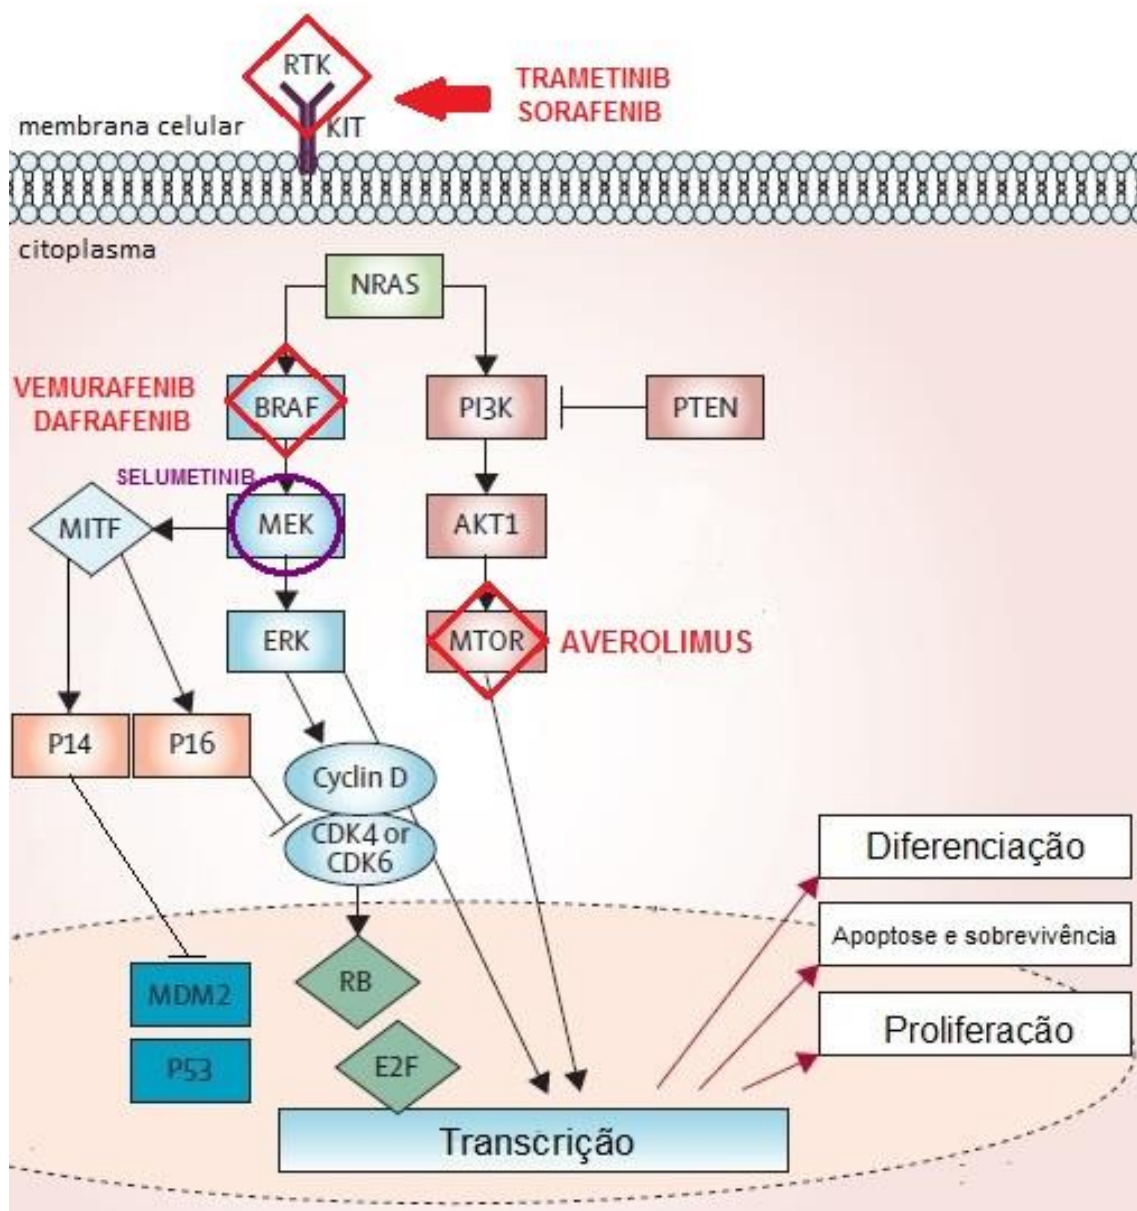 RTK
TRAMETINIB
SORAFENIB
membrana celular
KIT
citoplasma
NRAS
VEMURAFENIB
DAFRAFENIB
BRAF
PI3K
PTEN
SELUMETINIB
MITF
MEK
AKT1
ERK
MTOR
AVEROLIMUS
P14
P16
Cyclin D
CDK4 or
CDK6
Diferenciação
Apoptose e sobrevivência
Proliferação
MDM2
RB
P53
E2F
Transcrição